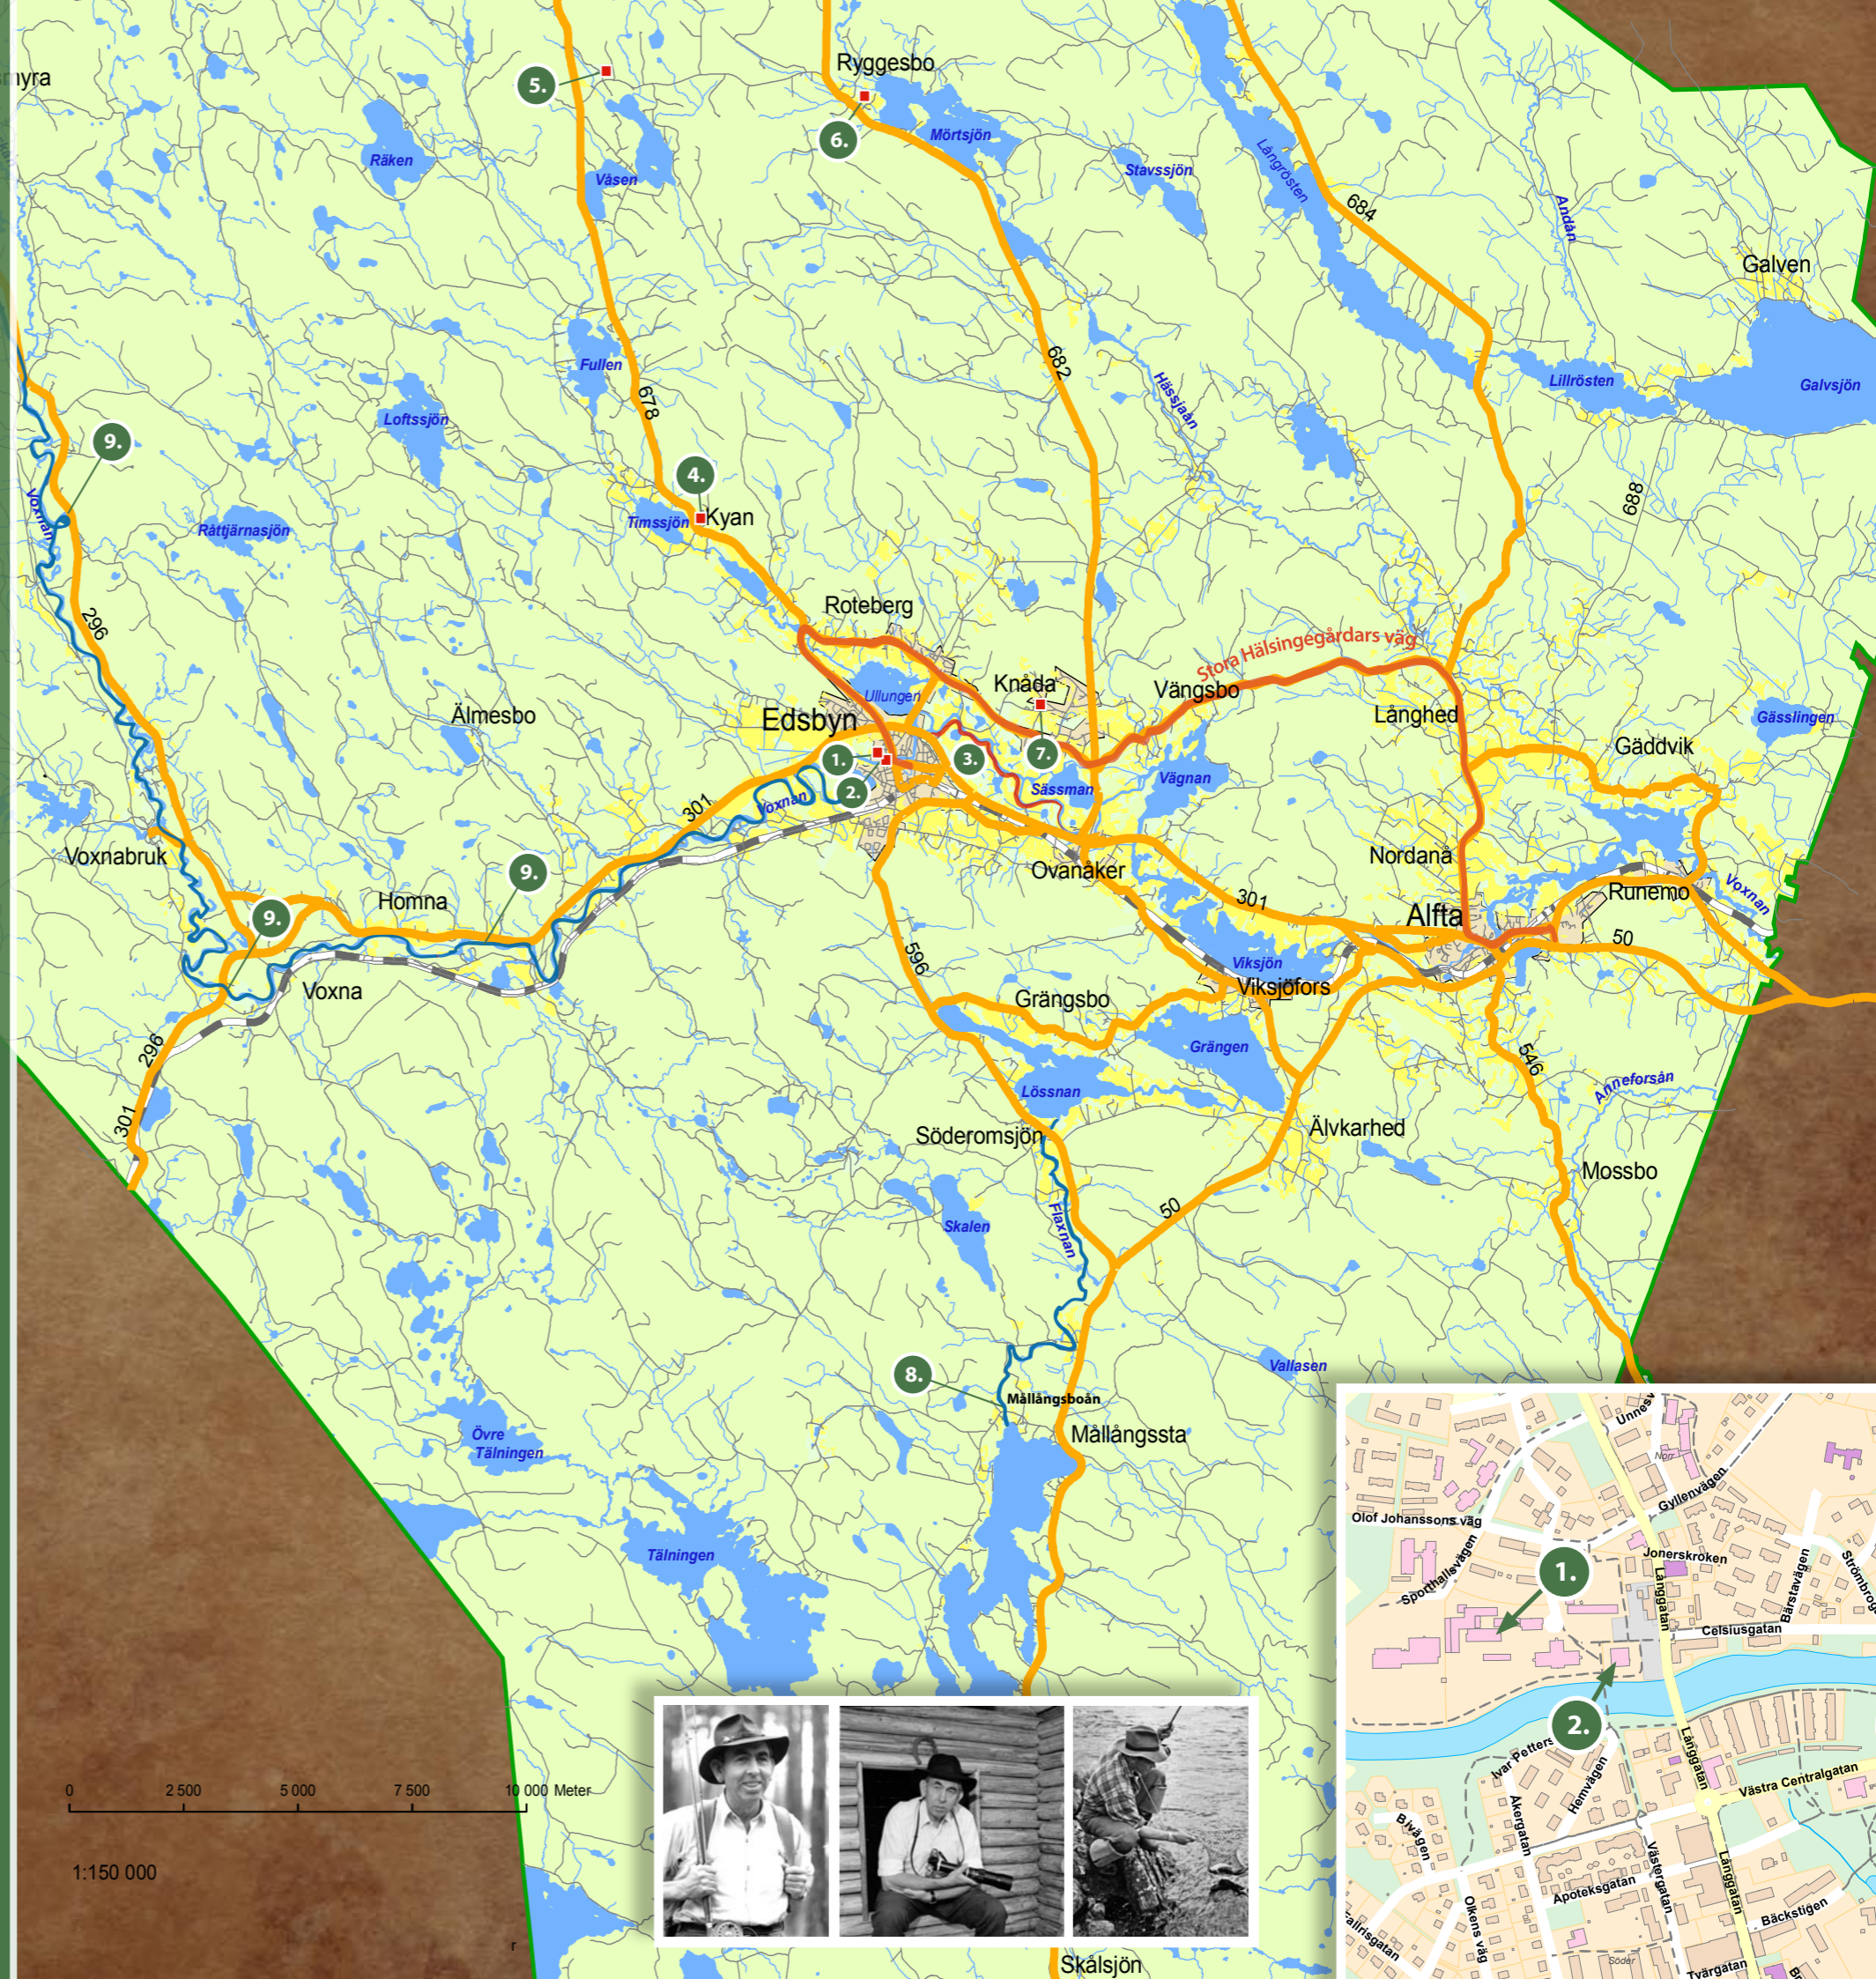 Ryggesbo
5.
6.
Mörtsjön
Räken
Våsen
Stavssjön
Långrösten
684
Andån
Galven
Fullen
678
682
Hässjaån
Lillrösten
Galvsjön
Loftssjön
9.
4.
Kyan
Timssjön
Voxnan
Råttjärnasjön
688
296
Roteberg
Stora Hälsingegårdars väg
Ullungen
Knåda
Vängsbo
Långhed
Gässlingen
Älmesbo
Edsbyn
Gäddvik
1.
3.
7.
2.
Sässman
Vägnan
301
Voxnan
Voxnabruk
9.
Ovanåker
Nordanå
Runemo
Voxnan
Homna
9.
301
Alfta
50
596
Viksjön
Voxna
Grängsbo
Viksjöfors
296
Grängen
546
Anneforsån
Lössnan
301
Söderomsjön
Älvkarhed
Mossbo
Skalen
Flaxnan
50
8.
Mållångsboån
Vallasen
Mållångssta
Övre
Tälningen
Tälningen
Norr
Gyllenvägen
Olof Johanssons väg
Sporthallsvägen
1.
Jonerskroken
Långgatan
Bärstavägen
Celsiusgatan
2.
Hemvägen
Långgatan
Västra Centralgatan
Åkergatan
Björvägen
Västergatan
Långgatan
Apoteksgatan
Bäckstigen
Olkens väg
Söder
Tvärgatan
0 2 500 5 000 7 500 10 000 Meter
1:150 000
r
Skålsjön